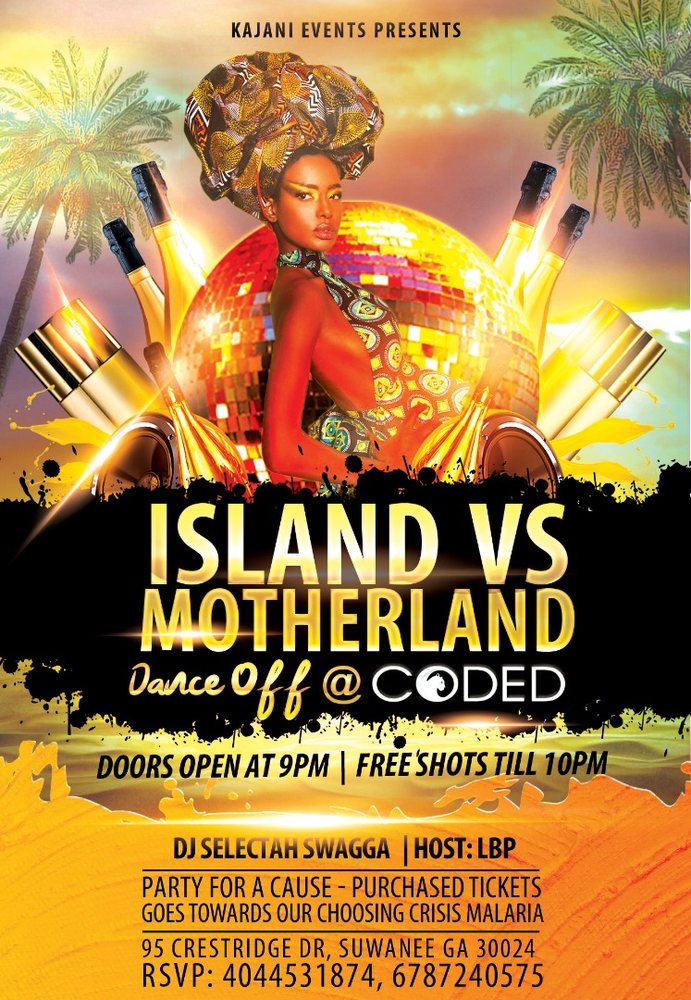 KAJANI EVENTS PRESENTS
ISLAND VS
MOTHERLAND
Dance Off @ CODED
DOORS OPEN AT 9PM | FREE SHOTS TILL 10PM
DJ SELECTAH SWAGGA | HOST: LBP
PARTY FOR A CAUSE - PURCHASED TICKETS
GOES TOWARDS OUR CHOOSING CRISIS MALARIA
95 CRESTRIDGE DR, SUWANEE GA 30024
RSVP: 4044531874, 6787240575